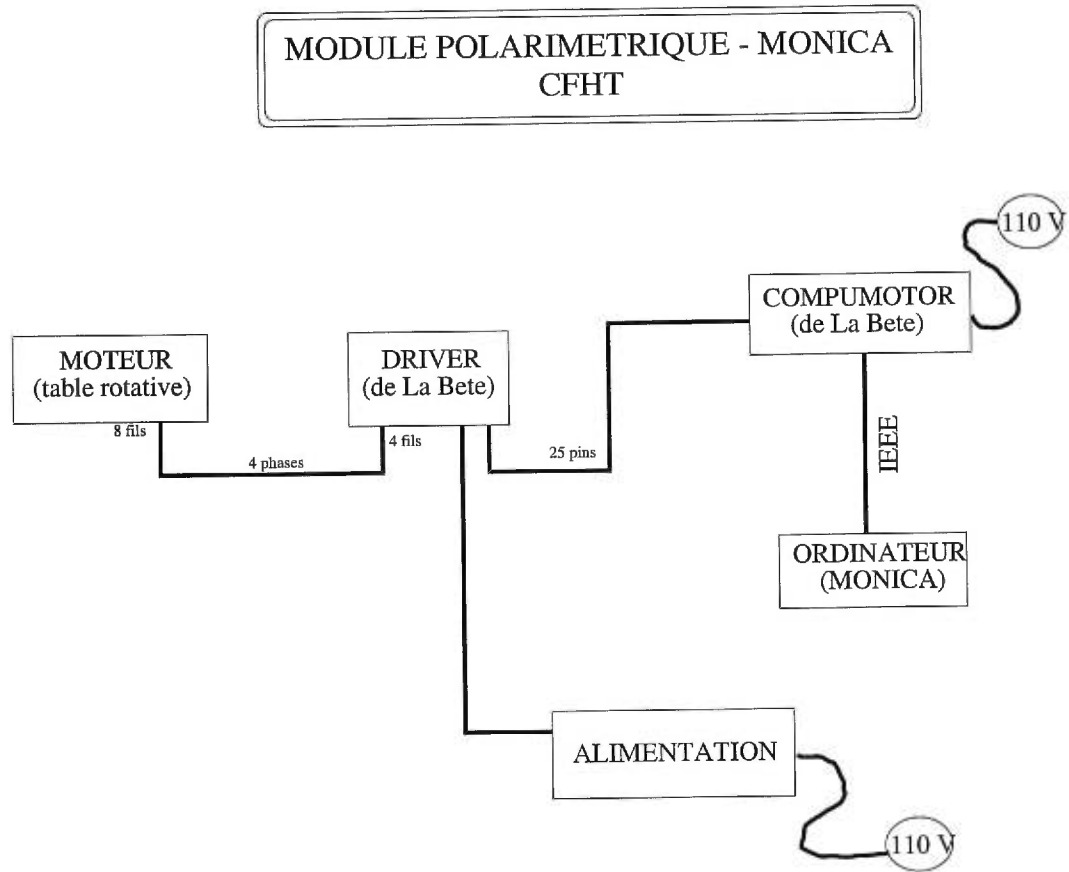 MODULE POLARIMETRIQUE - MONICA
CFHT
110 V
COMPUMOTOR
(de La Bete)
MOTEUR
(table rotative)
DRIVER
(de La Bete)
8 fils
4 phases
4 fils
25 pins
IEEE
ORDINATEUR
(MONICA)
ALIMENTATION
110 V